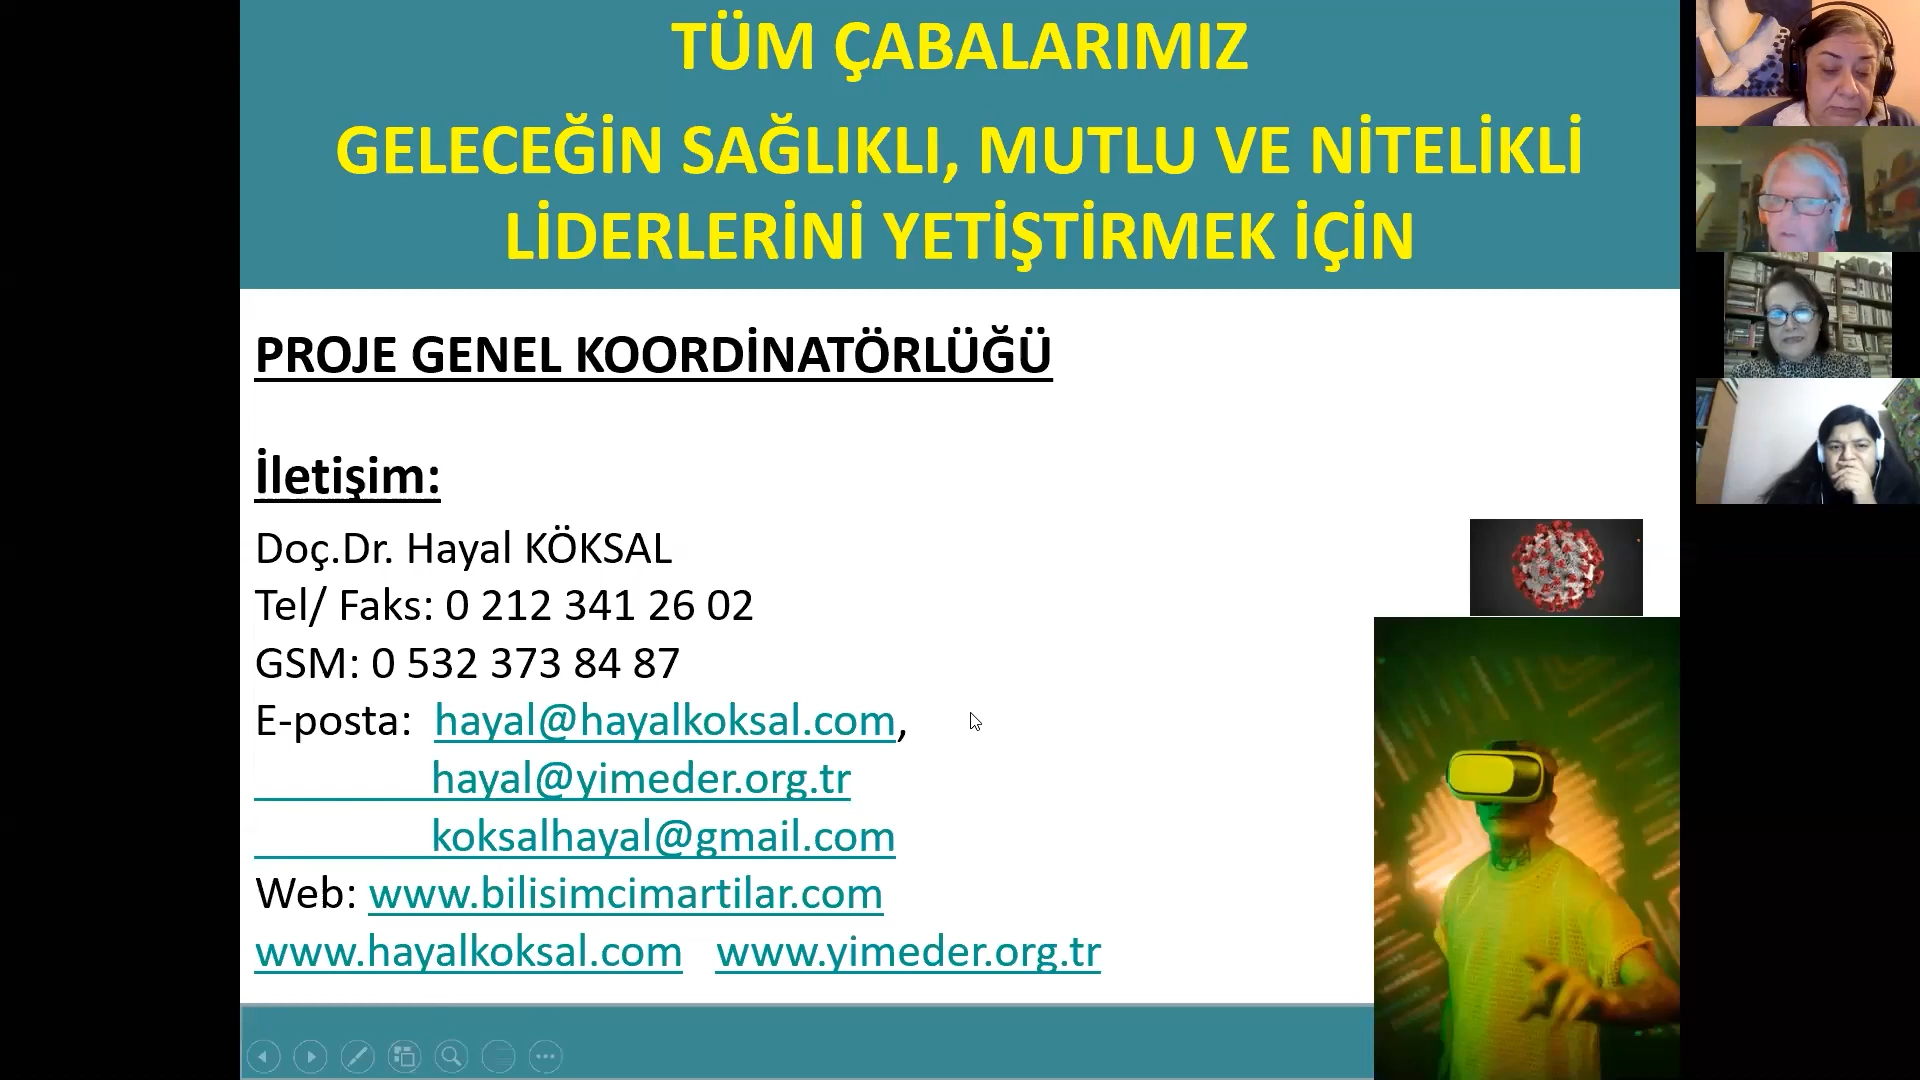 TÜM ÇABALARIMIZ
GELECEĞİN SAĞLIKLI, MUTLU VE NİTELİKLİ
LİDERLERİNİ YETİŞTİRMEK İÇİN
PROJE GENEL KOORDİNATÖRLÜĞÜ
İletişim:
Doç.Dr. Hayal KÖKSAL
Tel/ Faks: 0 212 341 26 02
GSM: 0 532 373 84 87
E-posta: hayal@hayalkoksal.com,
hayal@yimeder.org.tr
koksalhayal@gmail.com
Web: www.bilisimcimartilar.com
www.hayalkoksal.com www.yimeder.org.tr